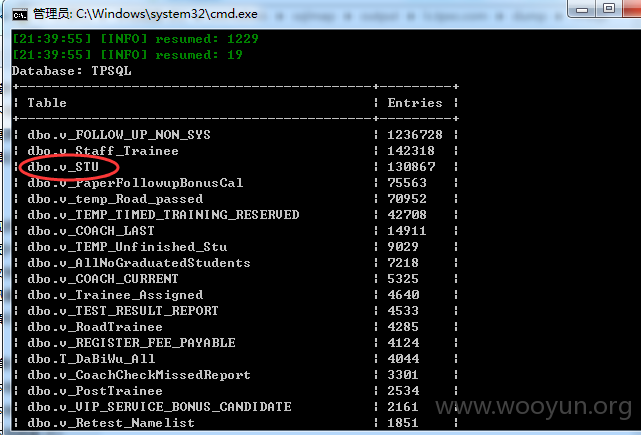 管理员: C:\Windows\system32\cmd.exe
[21:39:55] [INFO] resumed: 1229
[21:39:55] [INFO] resumed: 19
Database: TPSQL
+--------------------------------------------+---------+
| Table | Entries |
+--------------------------------------------+---------+
| dbo.v_FOLLOW_UP_NON_SYS | 1236728 |
| dbo.v_Staff_Trainee | 142318 |
| dbo.v_STU | 130867 |
| dbo.v_PaperFollowupBonusCal | 75563 |
| dbo.v_temp_Road_passed | 70952 |
| dbo.v_TEMP_TIMED_TRAINING_RESERVED | 42708 |
| dbo.v_COACH_LAST | 14911 |
| dbo.v_TEMP_Unfinished_Stu | 9029 |
| dbo.v_AllNoGraduatedStudents | 7218 |
| dbo.v_COACH_CURRENT | 5325 |
| dbo.v_Trainee_Assigned | 4640 |
| dbo.v_TEST_RESULT_REPORT | 4533 |
| dbo.v_RoadTrainee | 4285 |
| dbo.v_REGISTER_FEE_PAYABLE | 4124 |
| dbo.T_DaBiWu_All | 4044 |
| dbo.v_CoachCheckMissedReport | 3301 |
| dbo.v_PostTrainee | 2534 |
| dbo.v_VIP_SERVICE_BONUS_CANDIDATE | 2161 |
| dbo.v_Retest_Namelist | 1851 |
www.wooyun.org